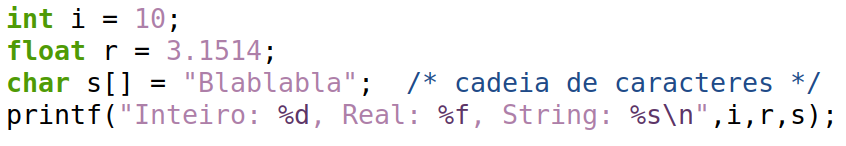 int i = 10;
float r = 3.1514;
char s[] = "Blablabla";  /* cadeia de caracteres */
printf("Inteiro: %d, Real: %f, String: %s\n",i,r,s);